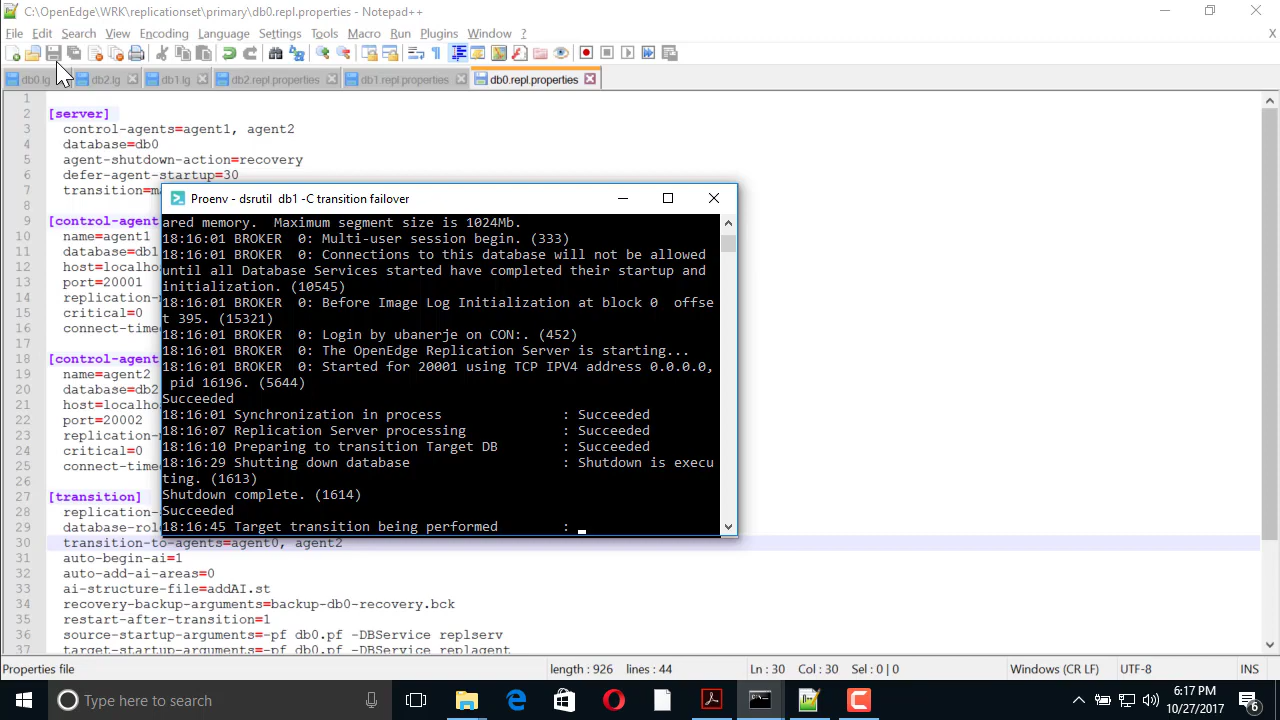 C:\OpenEdge\WRK\replicationset\primary\db0.repl.properties - Notepad++
File Edit Search View Encoding Language Settings Tools Macro Run Plugins Window ? X
db0.lg db2.lg db1.lg db2.repl.properties db1.repl.properties db0.repl.properties
1
2 [server]
3 control-agents=agent1, agent2
4 database=db0
5 agent-shutdown-action=recovery
6 defer-agent-startup=30
7 transition=m
8
9 [control-agent
10 name=agent1
11 database=db1
12 host=localho
13 port=20001
14 replication-
15 critical=0
16 connect-time
17
18 [control-agent
19 name=agent2
20 database=db2
21 host=localho
22 port=20002
23 replication-
24 critical=0
25 connect-time
26
27 [transition]
28 replication-
29 database-rol
30 transition-to-agents=agent0, agent2
31 auto-begin-ai=1
32 auto-add-ai-areas=0
33 ai-structure-file=addAI.st
34 recovery-backup-arguments=backup-db0-recovery.bck
35 restart-after-transition=1
36 source-startup-arguments=-pf db0.pf -DBService replserv
37 target-startup-arguments=-pf db0.pf -DBService replagent
Proenv - dsrutil db1 -C transition failover
ared memory. Maximum segment size is 1024Mb.
18:16:01 BROKER 0: Multi-user session begin. (333)
18:16:01 BROKER 0: Connections to this database will not be allowed
until all Database Services started have completed their startup and
initialization. (10545)
18:16:01 BROKER 0: Before Image Log Initialization at block 0 offse
t 395. (15321)
18:16:01 BROKER 0: Login by ubanerje on CON:. (452)
18:16:01 BROKER 0: The OpenEdge Replication Server is starting...
18:16:01 BROKER 0: Started for 20001 using TCP IPV4 address 0.0.0.0,
pid 16196. (5644)
Succeeded
18:16:01 Synchronization in process : Succeeded
18:16:07 Replication Server processing : Succeeded
18:16:10 Preparing to transition Target DB : Succeeded
18:16:29 Shutting down database : Shutdown is execu
ting. (1613)
Shutdown complete. (1614)
Succeeded
18:16:45 Target transition being performed :
Properties file length : 926 lines : 44 Ln : 30 Col : 30 Sel : 0 | 0 Windows (CR LF) UTF-8 INS
Type here to search
6:17 PM
10/27/2017
6